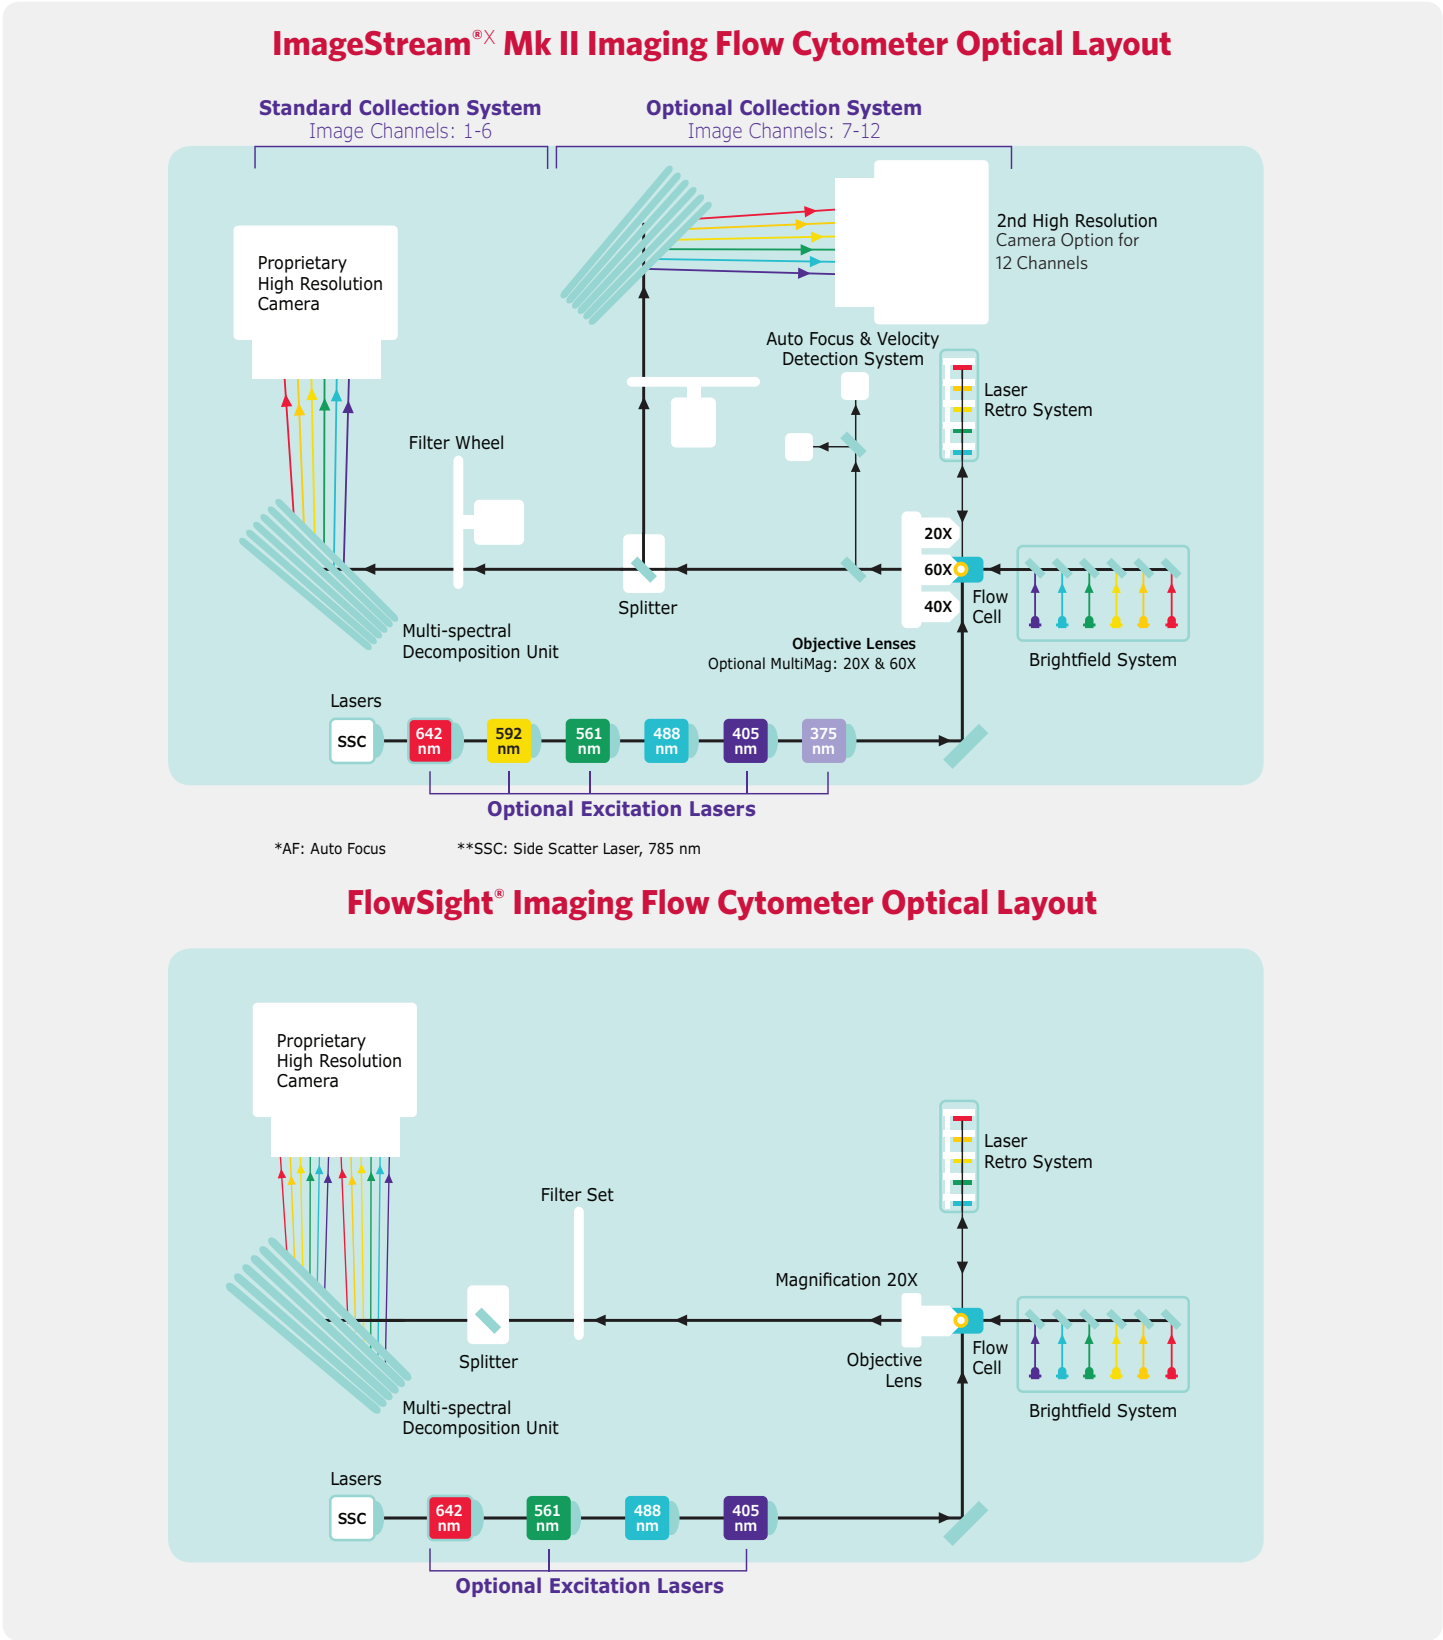 ImageStream®X Mk II Imaging Flow Cytometer Optical Layout
Standard Collection System
Image Channels: 1-6
Optional Collection System
Image Channels: 7-12
2nd High Resolution
Camera Option for
12 Channels
Proprietary
High Resolution
Camera
Auto Focus & Velocity
Detection System
Laser
Retro System
Filter Wheel
20X
60X
40X
Flow
Cell
Splitter
Multi-spectral
Decomposition Unit
Objective Lenses
Optional MultiMag: 20X & 60X
Brightfield System
Lasers
SSC
642
nm
592
nm
561
nm
488
nm
405
nm
375
nm
Optional Excitation Lasers
*AF: Auto Focus
**SSC: Side Scatter Laser, 785 nm
FlowSight® Imaging Flow Cytometer Optical Layout
Proprietary
High Resolution
Camera
Laser
Retro System
Filter Set
Magnification 20X
Splitter
Objective
Lens
Flow
Cell
Multi-spectral
Decomposition Unit
Brightfield System
Lasers
SSC
642
nm
561
nm
488
nm
405
nm
Optional Excitation Lasers